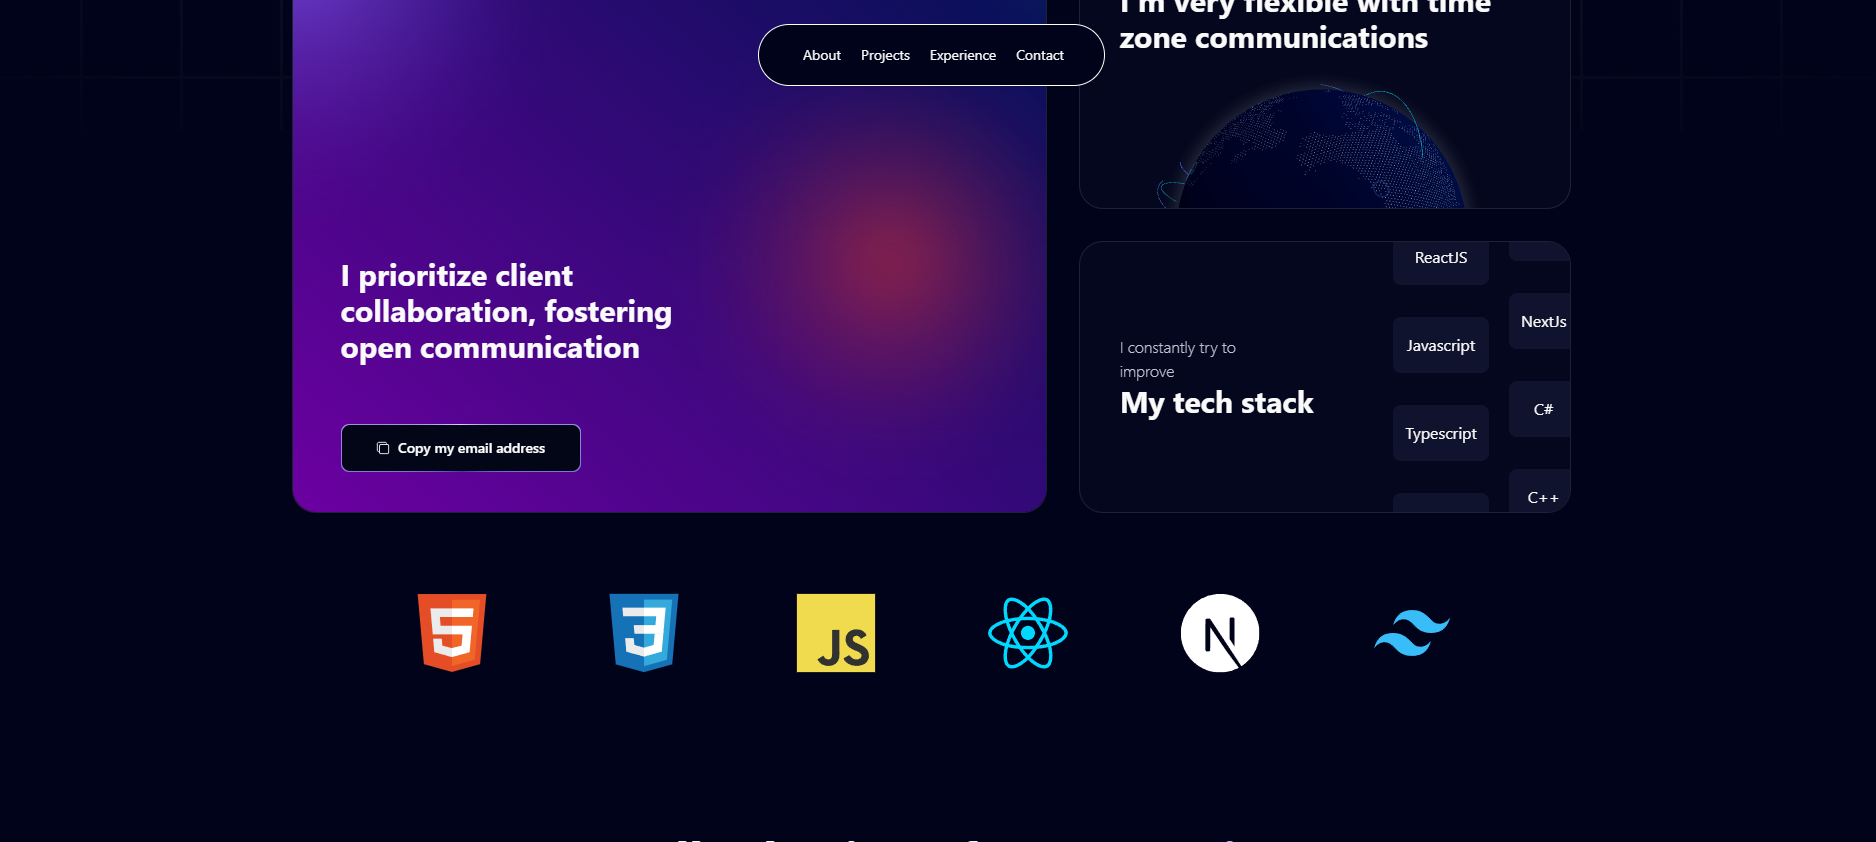 I'm very flexible with time
zone communications
About Projects Experience Contact
I prioritize client
collaboration, fostering
open communication
Copy my email address
I constantly try to
improve
My tech stack
ReactJS
Javascript
Typescript
NextJs
C#
C++
5
3
JS
N